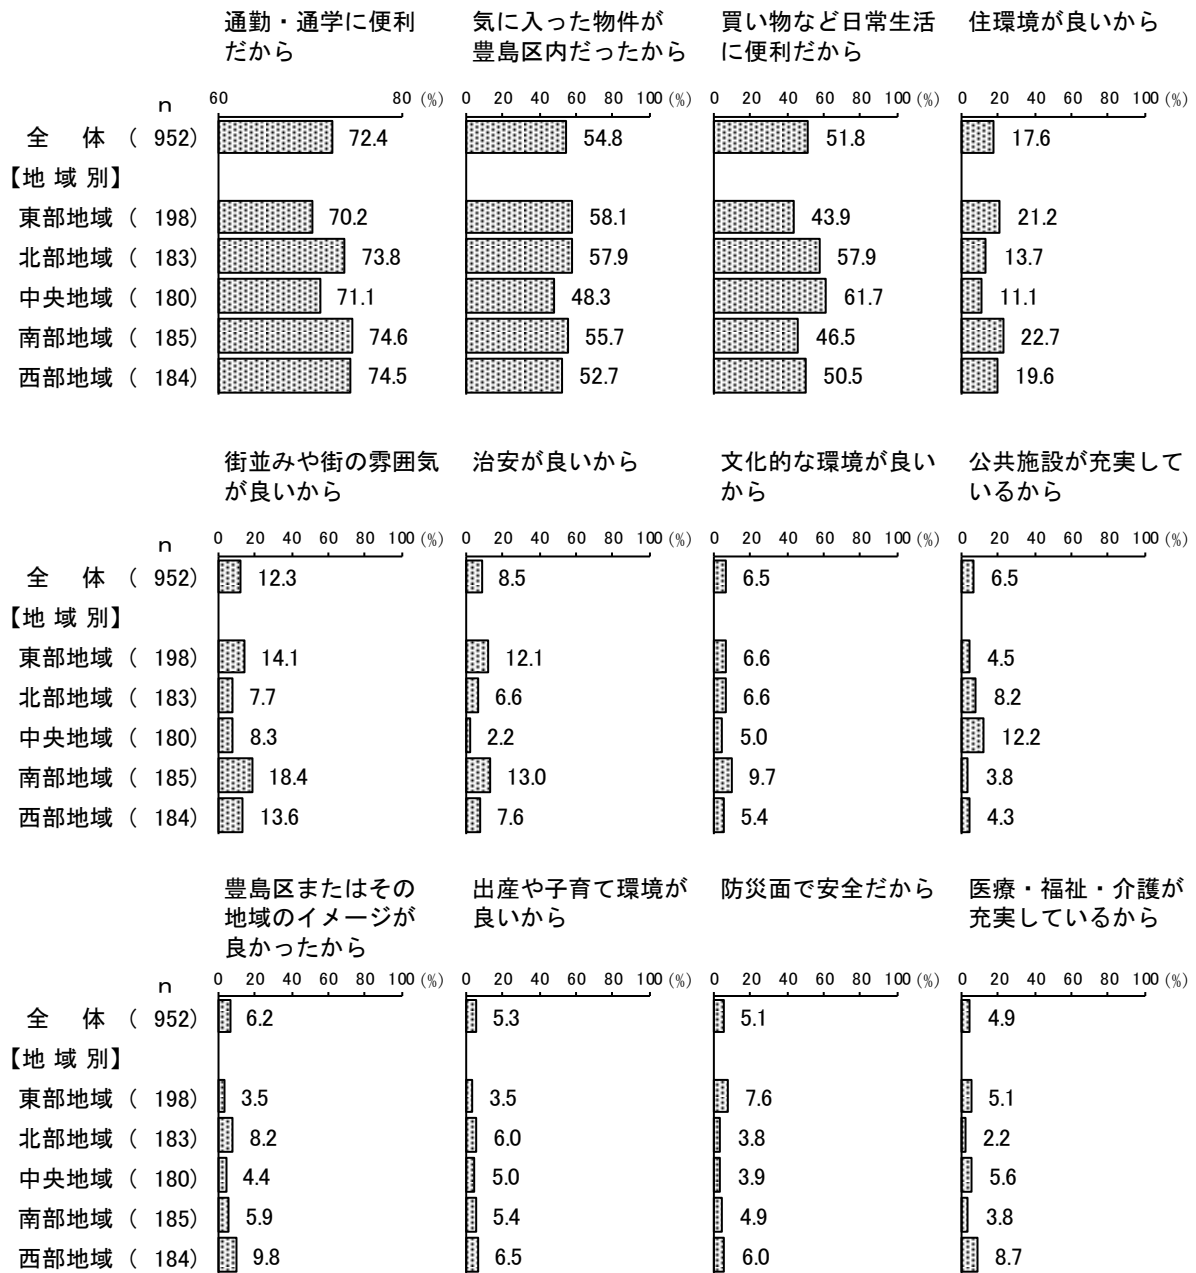 通勤・通学に便利
だから
気に入った物件が
豊島区内だったから
買い物など日常生活
に便利だから
住環境が良いから
n 60 80 (%) 0 20 40 60 80 100 (%) 0 20 40 60 80 100 (%) 0 20 40 60 80 100 (%)
全 体 ( 952) 72.4 54.8 51.8 17.6
【地域別】
東部地域 ( 198) 70.2 58.1 43.9 21.2
北部地域 ( 183) 73.8 57.9 57.9 13.7
中央地域 ( 180) 71.1 48.3 61.7 11.1
南部地域 ( 185) 74.6 55.7 46.5 22.7
西部地域 ( 184) 74.5 52.7 50.5 19.6
街並みや街の雰囲気
が良いから
治安が良いから
文化的な環境が良い
から
公共施設が充実して
いるから
n 0 20 40 60 80 100 (%) 0 20 40 60 80 100 (%) 0 20 40 60 80 100 (%) 0 20 40 60 80 100 (%)
全 体 ( 952) 12.3 8.5 6.5 6.5
【地域別】
東部地域 ( 198) 14.1 12.1 6.6 4.5
北部地域 ( 183) 7.7 6.6 6.6 8.2
中央地域 ( 180) 8.3 2.2 5.0 12.2
南部地域 ( 185) 18.4 13.0 9.7 3.8
西部地域 ( 184) 13.6 7.6 5.4 4.3
豊島区またはその
地域のイメージが
良かったから
出産や子育て環境が
良いから
防災面で安全だから
医療・福祉・介護が
充実しているから
n 0 20 40 60 80 100 (%) 0 20 40 60 80 100 (%) 0 20 40 60 80 100 (%) 0 20 40 60 80 100 (%)
全 体 ( 952) 6.2 5.3 5.1 4.9
【地域別】
東部地域 ( 198) 3.5 3.5 7.6 5.1
北部地域 ( 183) 8.2 6.0 3.8 2.2
中央地域 ( 180) 4.4 5.0 3.9 5.6
南部地域 ( 185) 5.9 5.4 4.9 3.8
西部地域 ( 184) 9.8 6.5 6.0 8.7